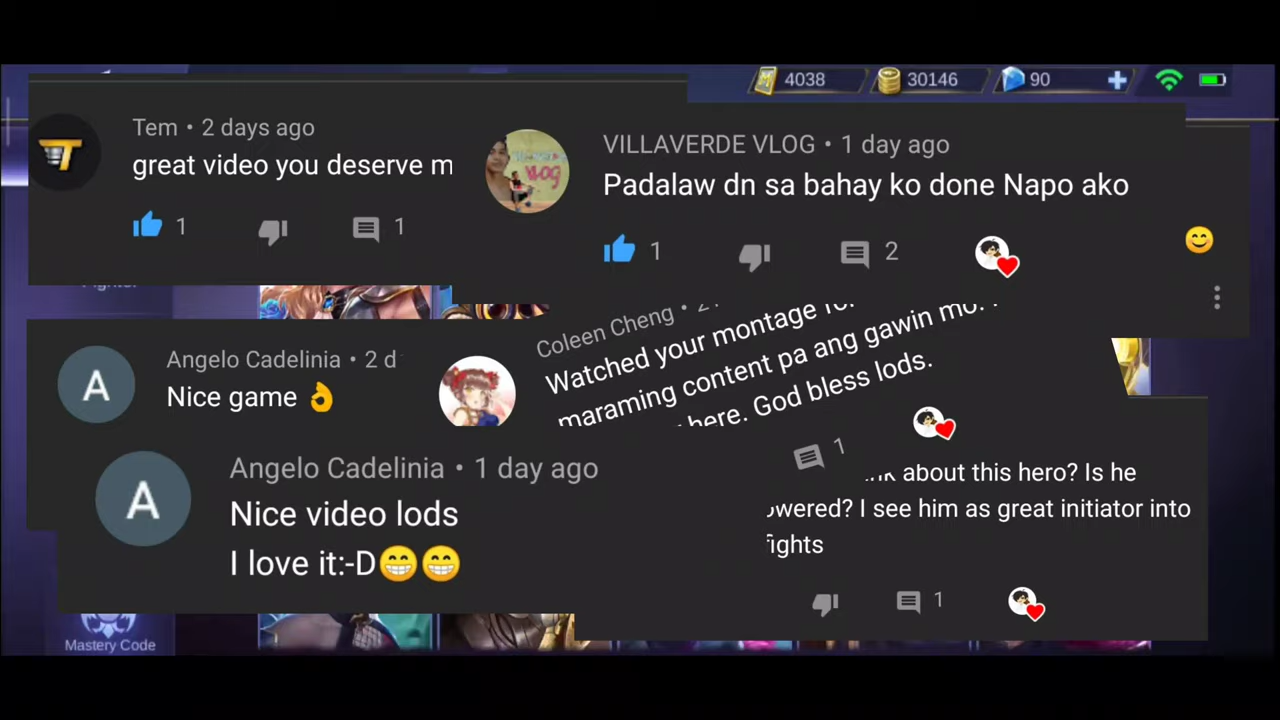 4038
30146
90
Tem • 2 days ago
great video you deserve m
1
1
VILLAVERDE VLOG • 1 day ago
Padalaw dn sa bahay ko done Napo ako
😊
1
2
Angelo Cadelinia • 2 d
Nice game 👌
Coleen Cheng •
Watched your montage
maraming content pa ang gawin mo.
here. God bless lods.
1
Angelo Cadelinia • 1 day ago
Nice video lods
I love it:-D😁😁
about this hero? Is he
I see him as great initiator into
fights
1
Mastery Code